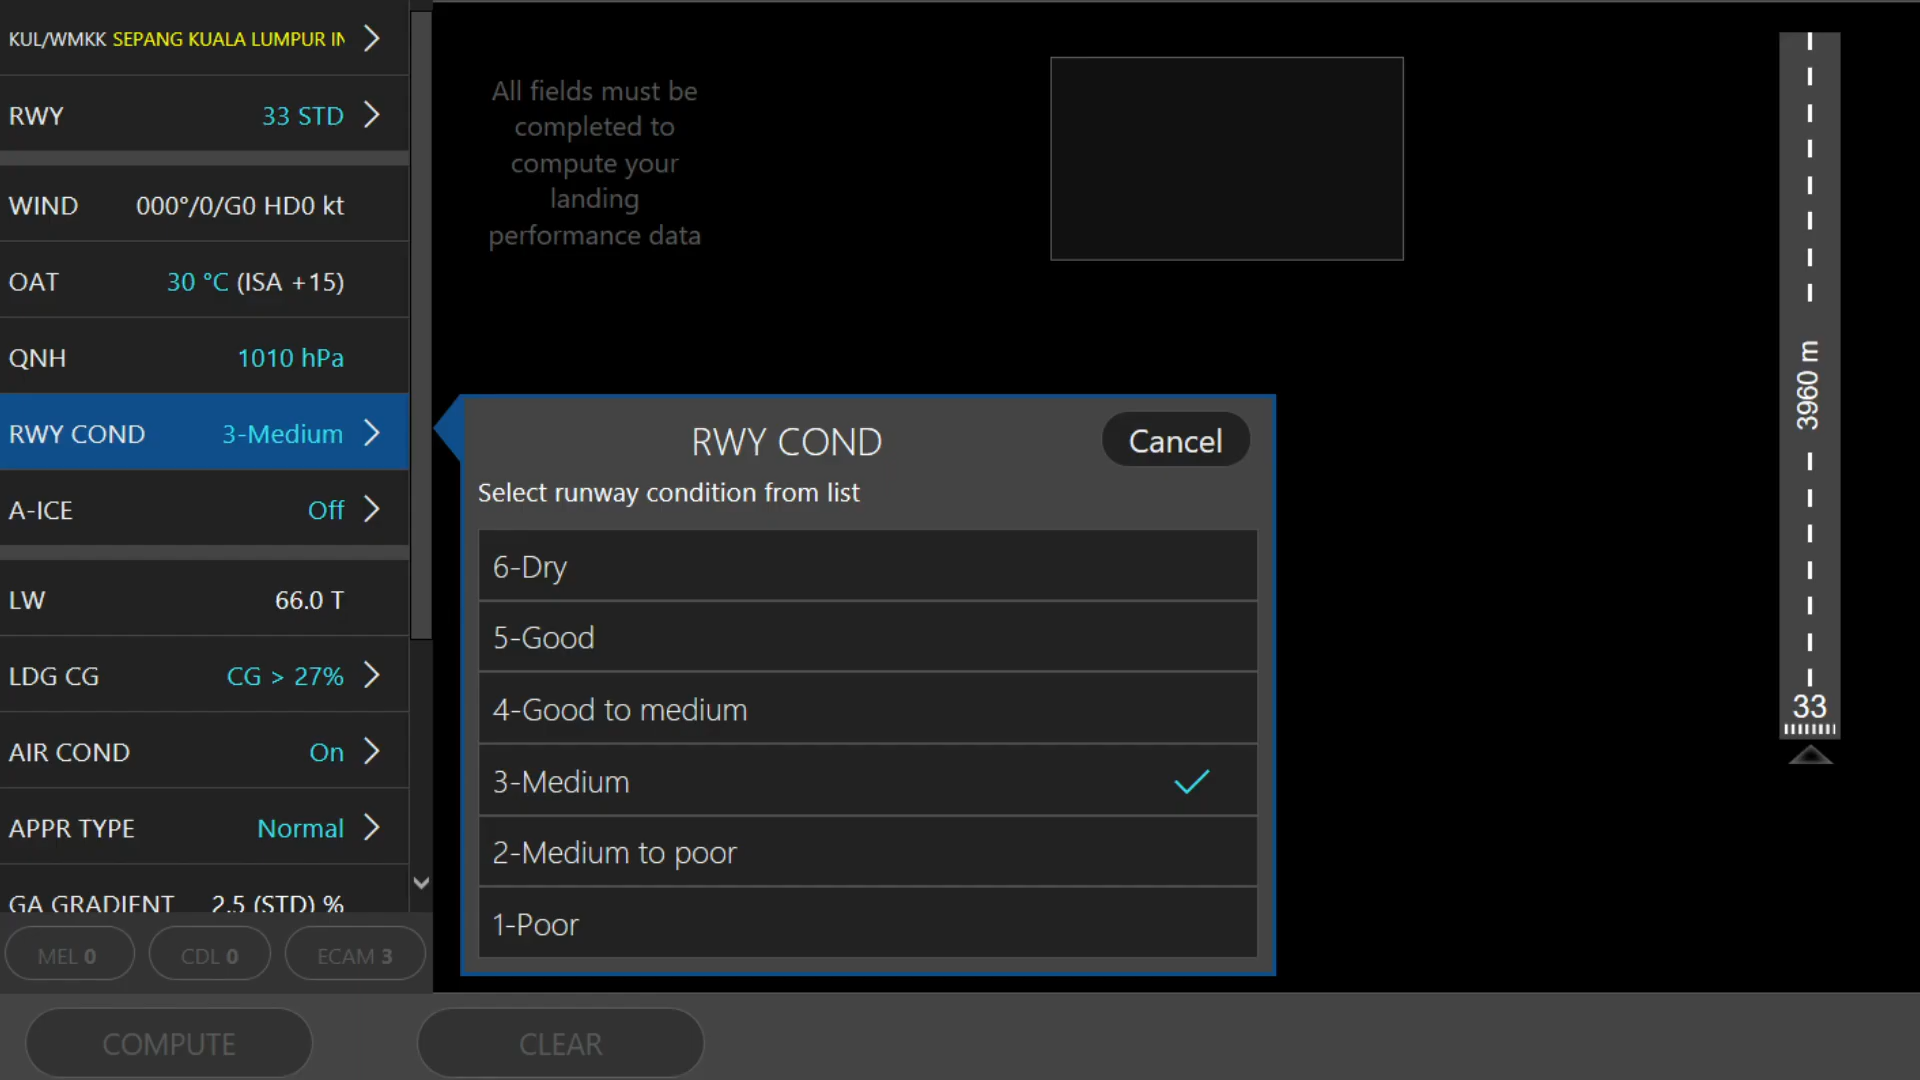 KUL/WMKK SEPANG KUALA LUMPUR IN
RWY 33 STD
WIND 000°/0/G0 HD0 kt
OAT 30 °C (ISA +15)
QNH 1010 hPa
RWY COND 3-Medium
A-ICE Off
LW 66.0 T
LDG CG CG > 27%
AIR COND On
APPR TYPE Normal
GA GRADIENT 2.5 (STD) %
MEL 0 CDL 0 ECAM 3
COMPUTE CLEAR
All fields must be
completed to
compute your
landing
performance data
RWY COND
Cancel
Select runway condition from list
6-Dry
5-Good
4-Good to medium
3-Medium
2-Medium to poor
1-Poor
3960 m
33